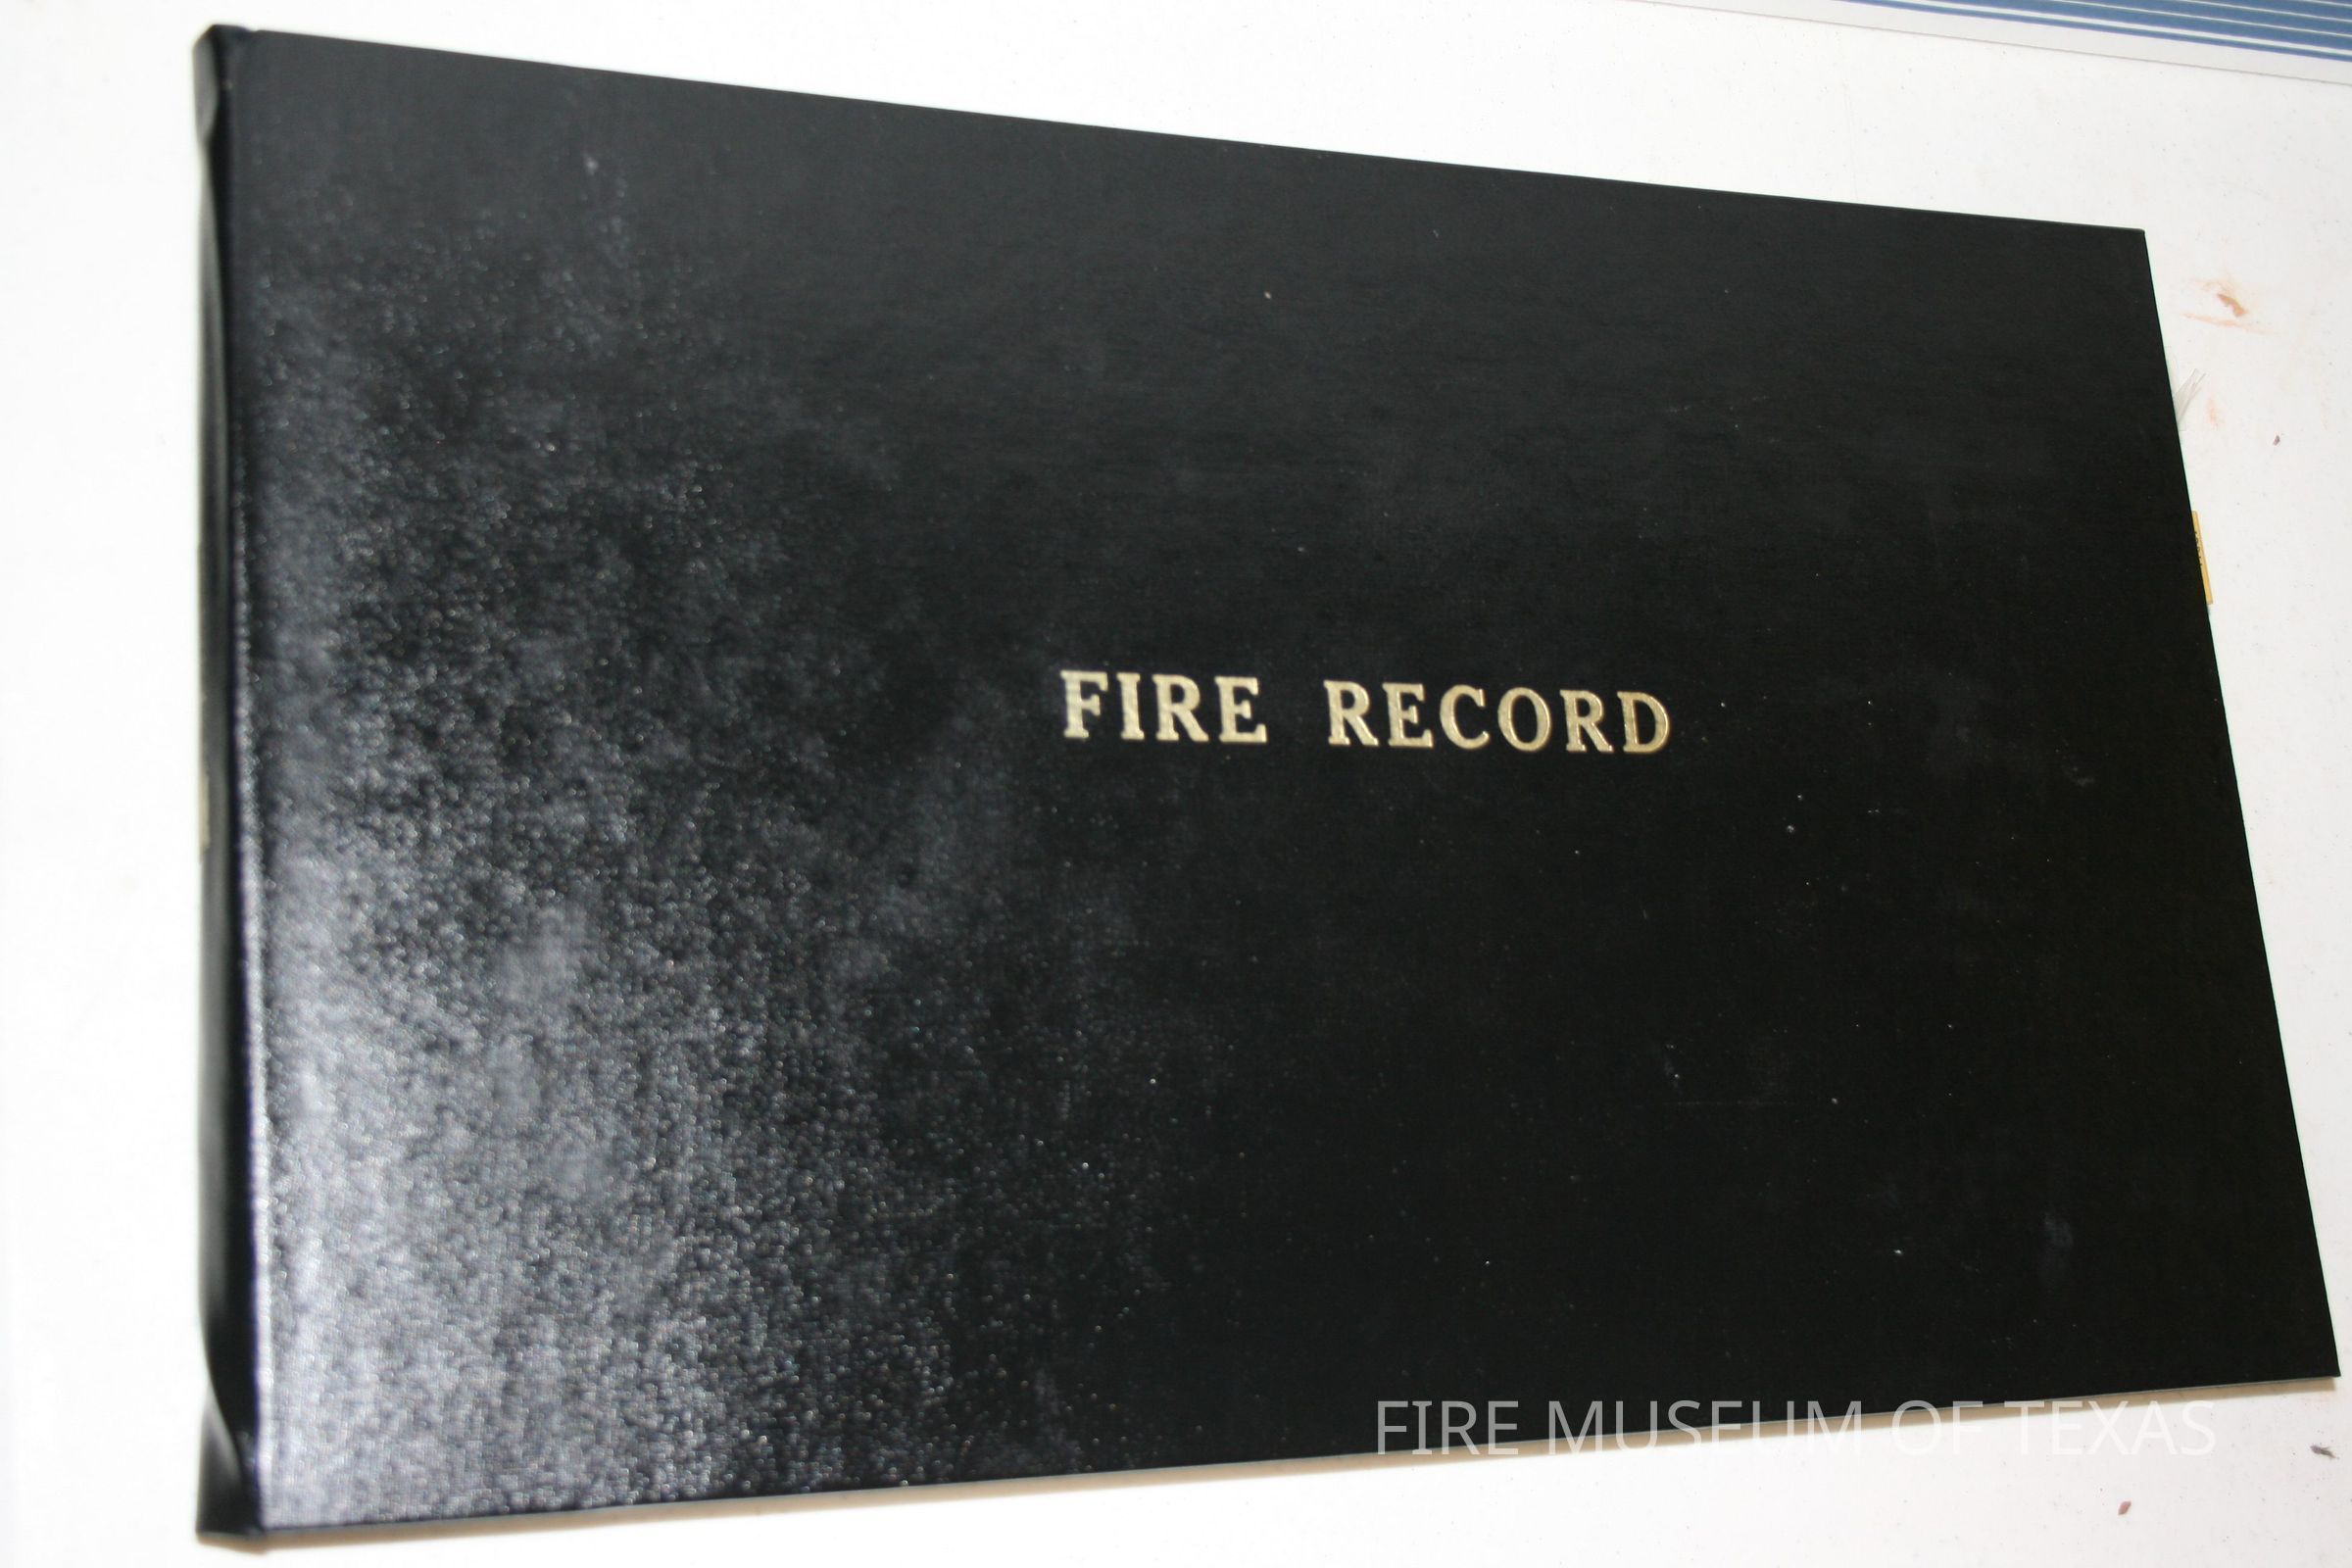 FIRE RECORD
FIRE MUSEUM OF TEXAS